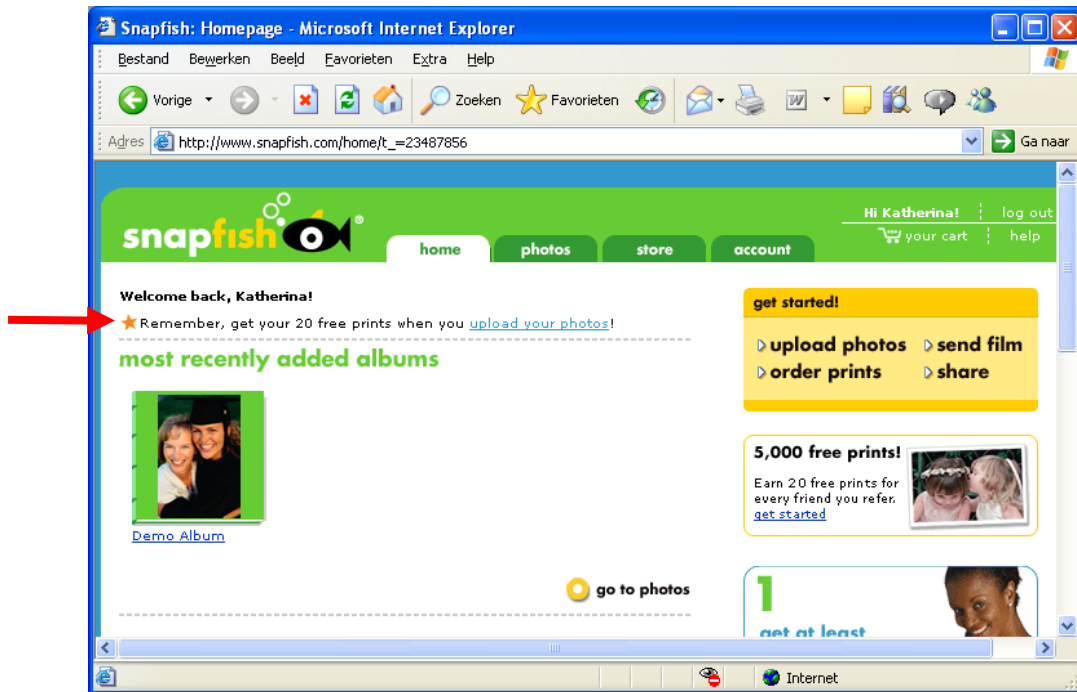 Snapfish: Homepage - Microsoft Internet Explorer
Bestand Bewerken Beeld Favorieten Extra Help
Vorige Zoeken Favorieten W
Adres http://www.snapfish.com/home/t_=23487856 Ga naar
snapfish®
Hi Katherina! log out
your cart help
home photos store account
Welcome back, Katherina!
Remember, get your 20 free prints when you upload your photos!
most recently added albums
Demo Album
go to photos
get started!
upload photos send film
order prints share
5,000 free prints!
Earn 20 free prints for
every friend you refer.
get started
1
get at least
Internet